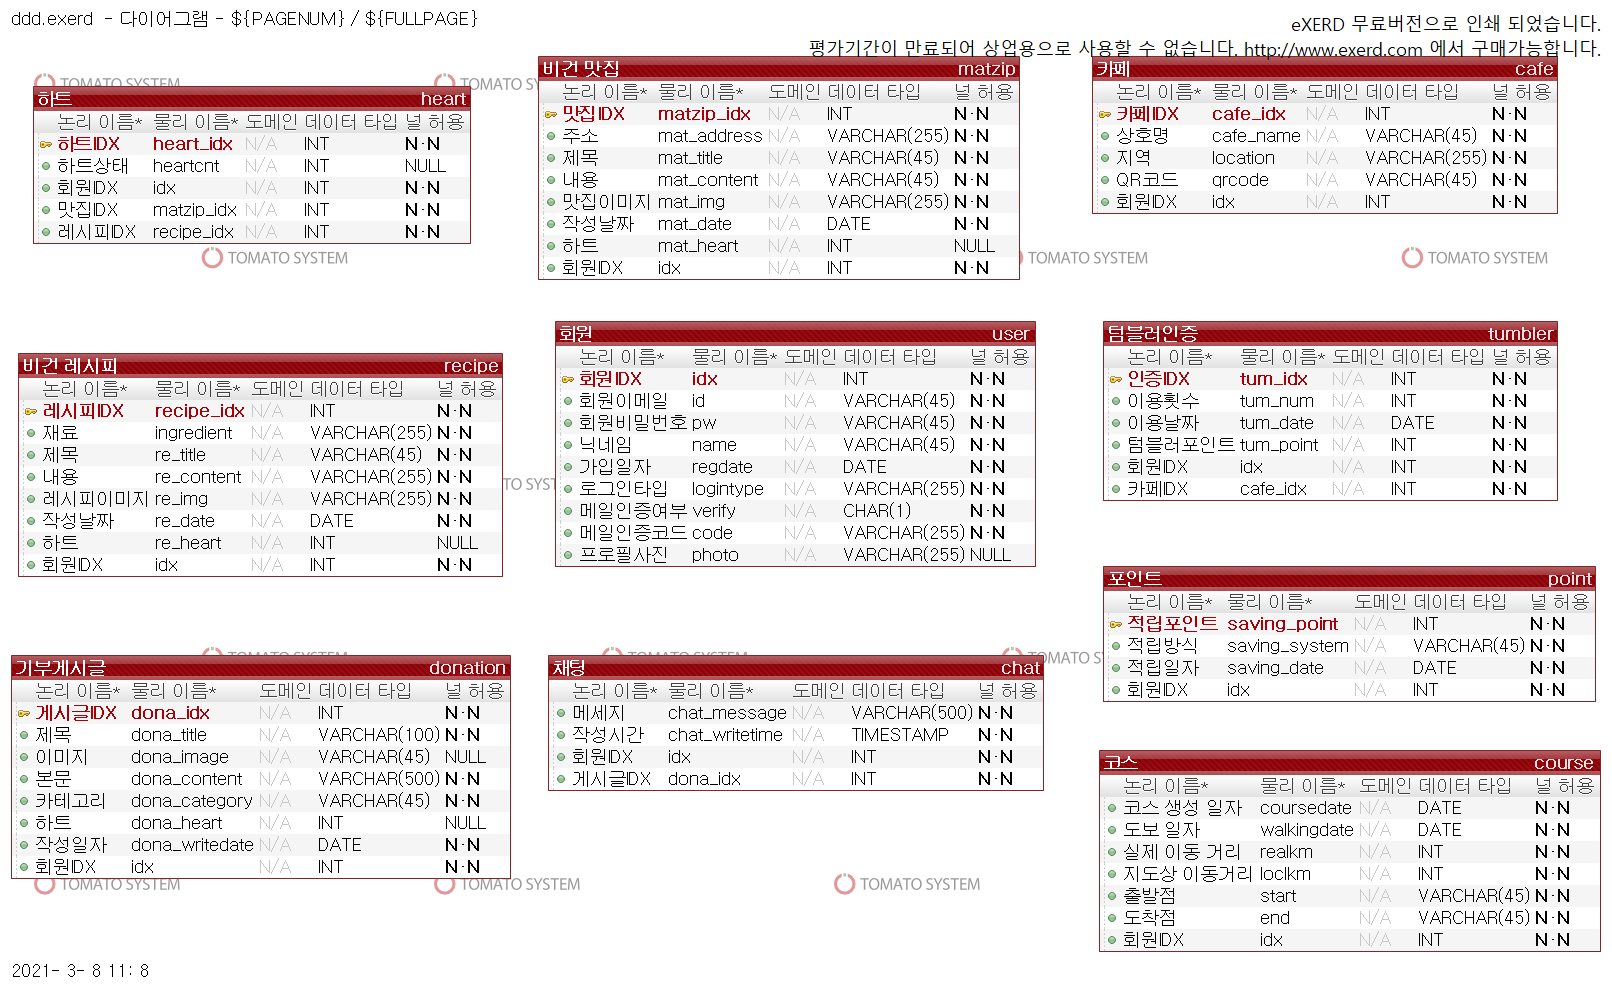 ddd.exerd - 다이어그램 - ${PAGENUM} / ${FULLPAGE}
eXERD 무료버전으로 인쇄 되었습니다.
평가기간이 만료되어 상업용으로 사용할 수 없습니다. http://www.exerd.com 에서 구매가능합니다.
TOMATO SYSTEM
TOMATO SYSTEM
하트 heart
논리 이름* 물리 이름* 도메인 데이터 타입 널 허용
하트IDX heart_idx N/A INT N·N
하트상태 heartcnt N/A INT NULL
회원IDX idx N/A INT N·N
맛집IDX matzip_idx N/A INT N·N
레시피IDX recipe_idx N/A INT N·N
비건 맛집 matzip
논리 이름* 물리 이름* 도메인 데이터 타입 널 허용
맛집IDX matzip_idx N/A INT N·N
주소 mat_address N/A VARCHAR(255) N·N
제목 mat_title N/A VARCHAR(45) N·N
내용 mat_content N/A VARCHAR(45) N·N
맛집이미지 mat_img N/A VARCHAR(255) N·N
작성날짜 mat_date N/A DATE N·N
하트 mat_heart N/A INT NULL
회원IDX idx N/A INT N·N
카페 cafe
논리 이름* 물리 이름* 도메인 데이터 타입 널 허용
카페IDX cafe_idx N/A INT N·N
상호명 cafe_name N/A VARCHAR(45) N·N
지역 location N/A VARCHAR(255) N·N
QR코드 qrcode N/A VARCHAR(45) N·N
회원IDX idx N/A INT N·N
TOMATO SYSTEM
TOMATO SYSTEM
TOMATO SYSTEM
비건 레시피 recipe
논리 이름* 물리 이름* 도메인 데이터 타입 널 허용
레시피IDX recipe_idx N/A INT N·N
재료 ingredient N/A VARCHAR(255) N·N
제목 re_title N/A VARCHAR(45) N·N
내용 re_content N/A VARCHAR(255) N·N
레시피이미지 re_img N/A VARCHAR(255) N·N
작성날짜 re_date N/A DATE N·N
하트 re_heart N/A INT NULL
회원IDX idx N/A INT N·N
TO SYST
회원 user
논리 이름* 물리 이름* 도메인 데이터 타입 널 허용
회원IDX idx N/A INT N·N
회원이메일 id N/A VARCHAR(45) N·N
회원비밀번호 pw N/A VARCHAR(45) N·N
닉네임 name N/A VARCHAR(45) N·N
가입일자 regdate N/A DATE N·N
로그인타입 logintype N/A VARCHAR(255) N·N
메일인증여부 verify N/A CHAR(1) N·N
메일인증코드 code N/A VARCHAR(255) N·N
프로필사진 photo N/A VARCHAR(255) NULL
텀블러인증 tumbler
논리 이름* 물리 이름* 도메인 데이터 타입 널 허용
인증IDX tum_idx N/A INT N·N
이용횟수 tum_num N/A INT N·N
이용날짜 tum_date N/A DATE N·N
텀블러포인트 tum_point N/A INT N·N
회원IDX idx N/A INT N·N
카페IDX cafe_idx N/A INT N·N
포인트 point
논리 이름* 물리 이름* 도메인 데이터 타입 널 허용
적립포인트 saving_point N/A INT N·N
적립방식 saving_system N/A VARCHAR(45) N·N
적립일자 saving_date N/A DATE N·N
회원IDX idx N/A INT N·N
TOMATO SYSTEM
TOMATO SYSTEM
TOMATO S
기부게시글 donation
논리 이름* 물리 이름* 도메인 데이터 타입 널 허용
게시글IDX dona_idx N/A INT N·N
제목 dona_title N/A VARCHAR(100) N·N
이미지 dona_image N/A VARCHAR(45) NULL
본문 dona_content N/A VARCHAR(500) N·N
카테고리 dona_category N/A VARCHAR(45) N·N
하트 dona_heart N/A INT NULL
작성일자 dona_writedate N/A DATE N·N
회원IDX idx N/A INT N·N
채팅 chat
논리 이름* 물리 이름* 도메인 데이터 타입 널 허용
메세지 chat_message N/A VARCHAR(500) N·N
작성시간 chat_writetime N/A TIMESTAMP N·N
회원IDX idx N/A INT N·N
게시글IDX dona_idx N/A INT N·N
코스 course
논리 이름* 물리 이름* 도메인 데이터 타입 널 허용
코스 생성 일자 coursedate N/A DATE N·N
도보 일자 walkingdate N/A DATE N·N
실제 이동 거리 realkm N/A INT N·N
지도상 이동거리 loclkm N/A INT N·N
출발점 start N/A VARCHAR(45) N·N
도착점 end N/A VARCHAR(45) N·N
회원IDX idx N/A INT N·N
TOMATO SYSTEM
TOMATO SYSTEM
TOMATO SYSTEM
2021- 3- 8 11: 8